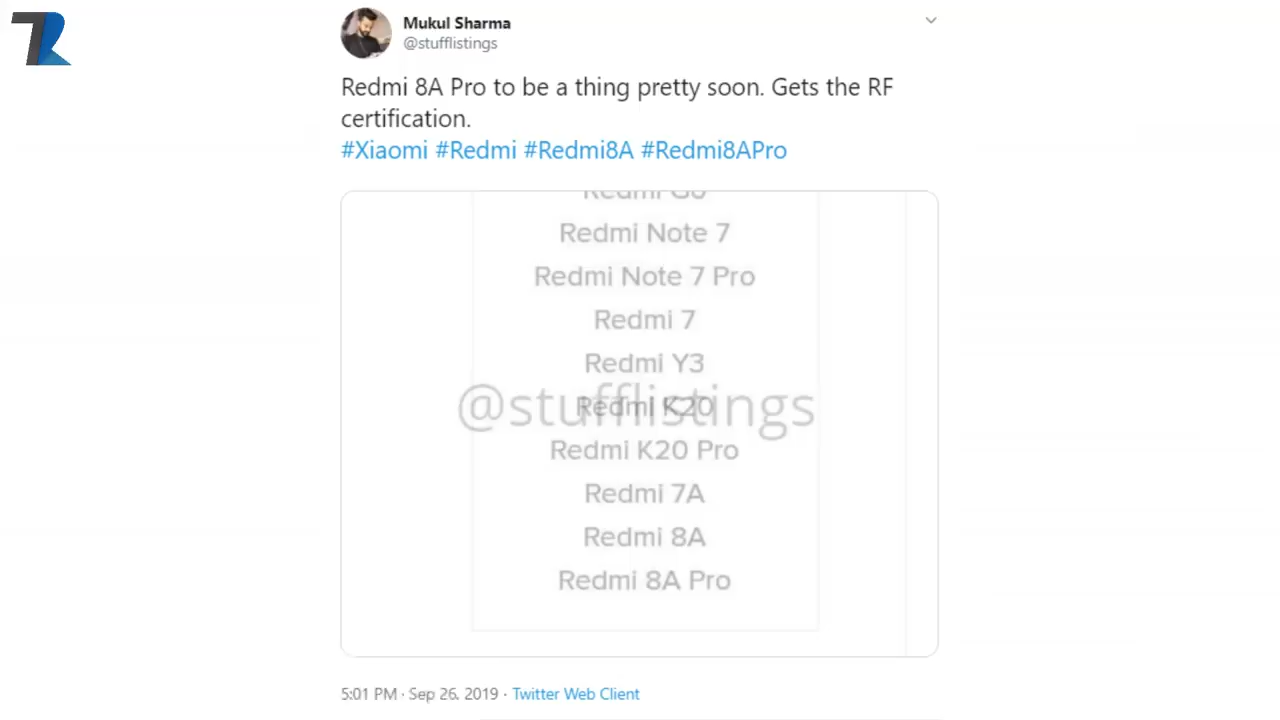 Mukul Sharma
@stufflistings
Redmi 8A Pro to be a thing pretty soon. Gets the RF
certification.
#Xiaomi #Redmi #Redmi8A #Redmi8APro
Redmi Note 7
Redmi Note 7 Pro
Redmi 7
Redmi Y3
Redmi K20
@stufflistings
Redmi K20 Pro
Redmi 7A
Redmi 8A
Redmi 8A Pro
5:01 PM · Sep 26, 2019 · Twitter Web Client